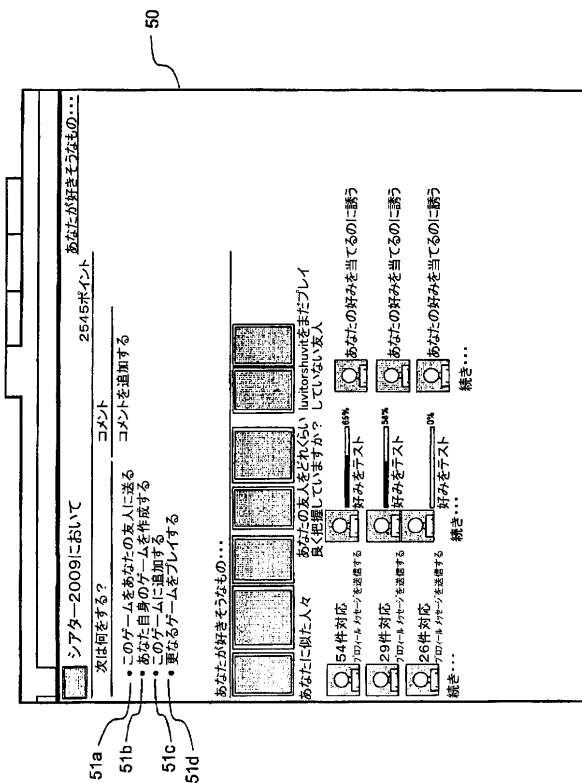 50
シアター2009において
2545ポイント
あなたが好きそうなもの・・・
次は何をする？
コメント
51a
• このゲームをあなたの友人に送る
コメントを追加する
51b
• あなた自身のゲームを作成する
51c
• このゲームに追加する
51d
• 更なるゲームをプレイする
あなたが好きそうなもの・・・
あなたに似た人々
あなたの友人をどれくらい
良く把握していますか？
luvitorshuvitをまだプレイ
していない友人
54件対応
プロフィールメッセージを送信する
65%
好みをテスト
あなたの好みを当てるのに誘う
29件対応
プロフィールメッセージを送信する
58%
好みをテスト
あなたの好みを当てるのに誘う
26件対応
プロフィールメッセージを送信する
0%
好みをテスト
あなたの好みを当てるのに誘う
続き・・・
続き・・・
続き・・・